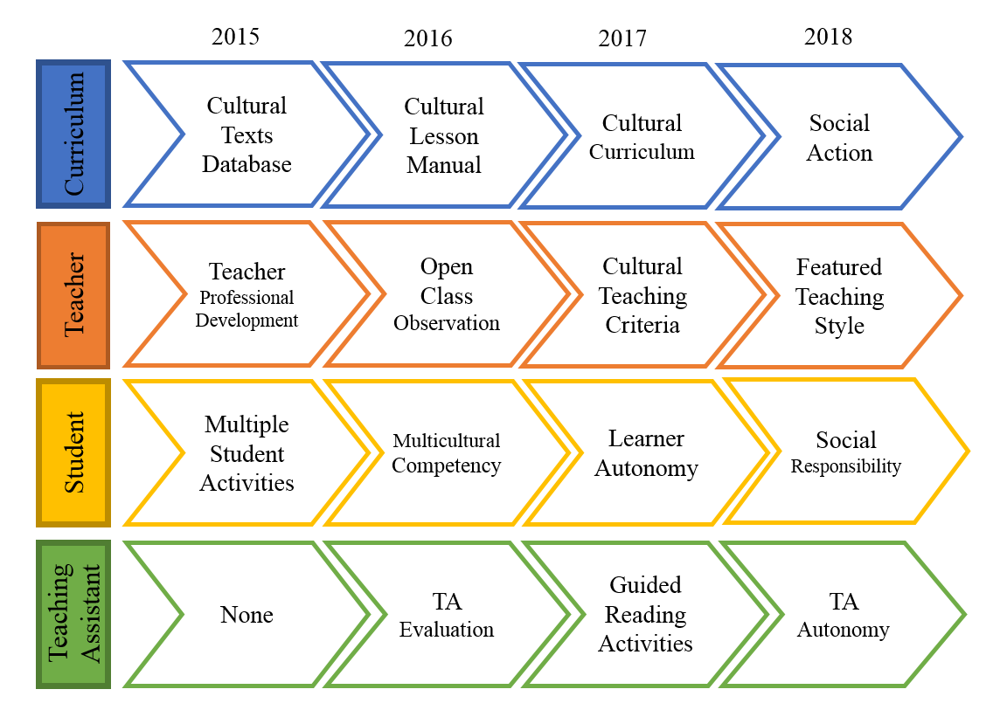 2015
2016
2017
2018
Curriculum
Cultural
Texts
Database
Cultural
Lesson
Manual
Cultural
Curriculum
Social
Action
Teacher
Teacher
Professional
Development
Open
Class
Observation
Cultural
Teaching
Criteria
Featured
Teaching
Style
Student
Multiple
Student
Activities
Multicultural
Competency
Learner
Autonomy
Social
Responsibility
Teaching
Assistant
None
TA
Evaluation
Guided
Reading
Activities
TA
Autonomy